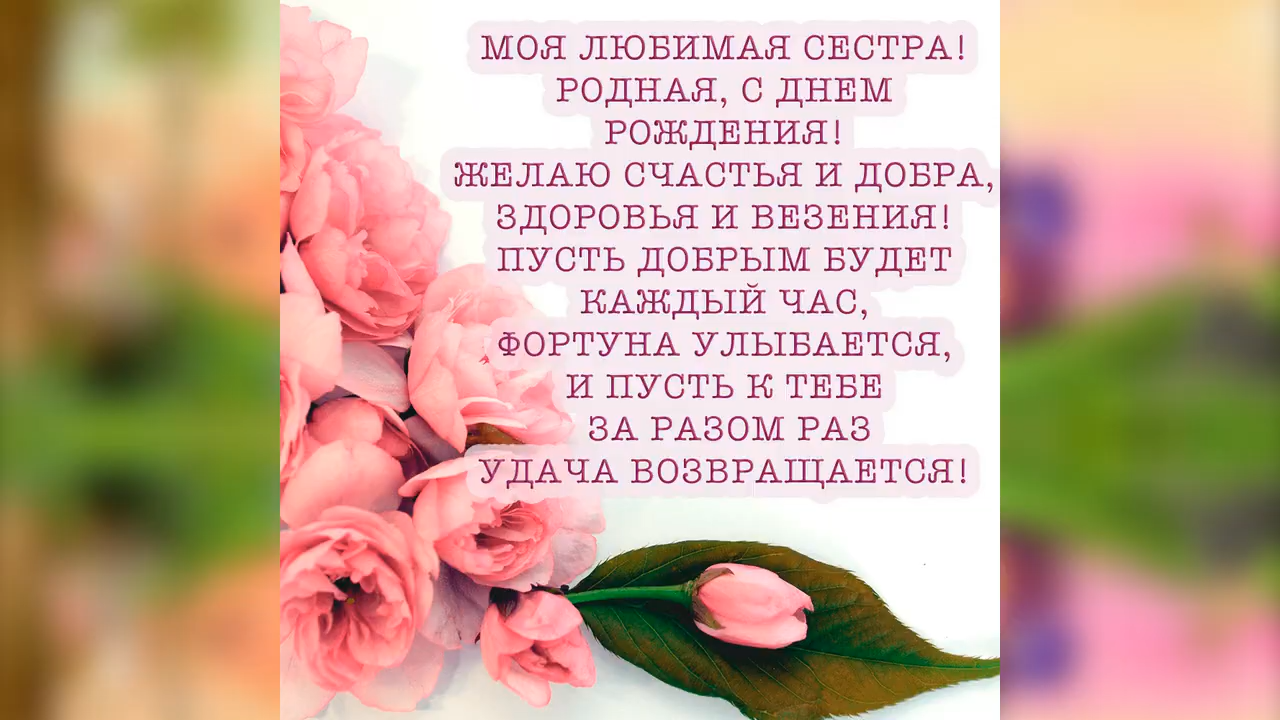 МОЯ ЛЮБИМАЯ СЕСТРА!
РОДНАЯ, С ДНЕМ
РОЖДЕНИЯ!
ЖЕЛАЮ СЧАСТЬЯ И ДОБРА,
ЗДОРОВЬЯ И ВЕЗЕНИЯ!
ПУСТЬ ДОБРЫМ БУДЕТ
КАЖДЫЙ ЧАС,
ФОРТУНА УЛЫБАЕТСЯ,
И ПУСТЬ К ТЕБЕ
ЗА РАЗОМ РАЗ
УДАЧА ВОЗВРАЩАЕТСЯ!